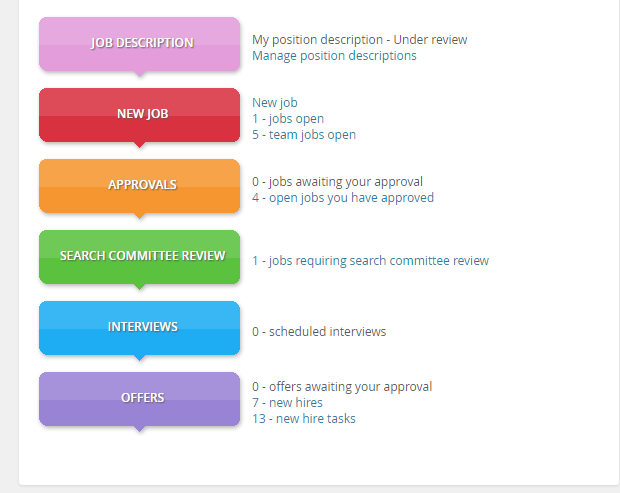 JOB DESCRIPTION
My position description - Under review
Manage position descriptions
NEW JOB
New job
1 - jobs open
5 - team jobs open
APPROVALS
0 - jobs awaiting your approval
4 - open jobs you have approved
SEARCH COMMITTEE REVIEW
1 - jobs requiring search committee review
INTERVIEWS
0 - scheduled interviews
OFFERS
0 - offers awaiting your approval
7 - new hires
13 - new hire tasks